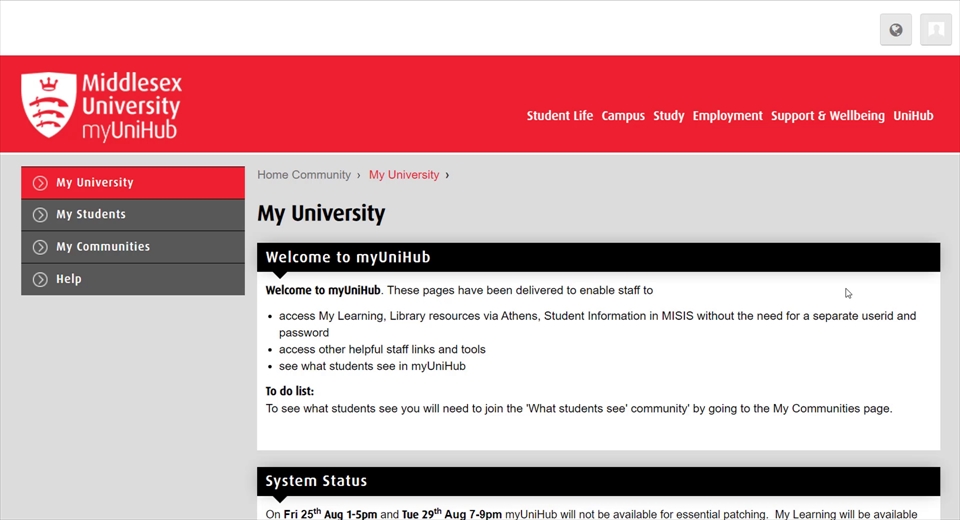 Middlesex
University
myUniHub
Student Life Campus Study Employment Support & Wellbeing UniHub
My University
My Students
My Communities
Help
Home Community › My University ›
My University
Welcome to myUniHub
Welcome to myUniHub. These pages have been delivered to enable staff to
• access My Learning, Library resources via Athens, Student Information in MISIS without the need for a separate userid and
password
• access other helpful staff links and tools
• see what students see in myUniHub
To do list:
To see what students see you will need to join the 'What students see' community' by going to the My Communities page.
System Status
On Fri 25th Aug 1-5pm and Tue 29th Aug 7-9pm myUniHub will not be available for essential patching. My Learning will be available